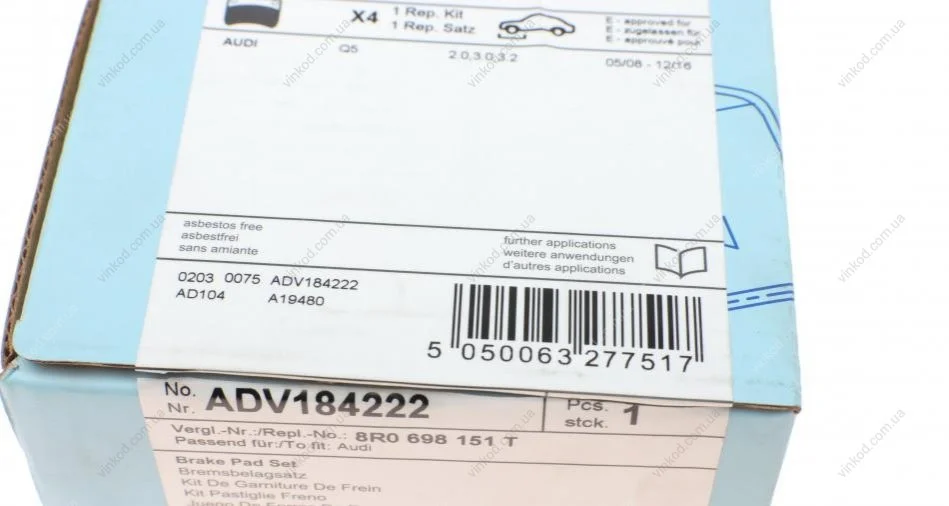 X4
1 Rep. Kit
1 Rep. Satz
E - approved for
E - zugelassen für
E - approuvé pour
AUDI Q5 2.0,3.0,3.2 05/08 - 12/16
asbestos free
asbestfrei
sans amiante
further applications
weitere anwendungen
d'autres applications
0203 0075 ADV184222
AD104 A19480
5 050063 277517
No.
Nr. ADV184222
Pcs.
stck. 1
Vergl.-Nr.:/Repl.-No.: 8R0 698 151 T
Passend für:/To fit: Audi
Brake Pad Set
Bremsbelagsatz
Kit De Garniture De Frein
Kit Pastiglie Freno
vinkod.com.ua